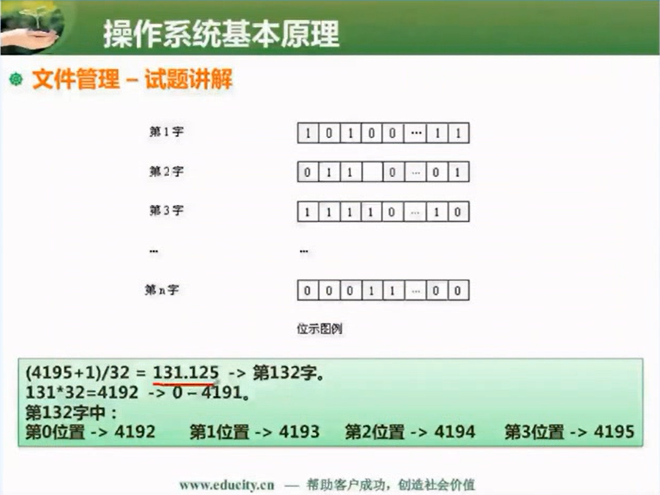 操作系统基本原理
文件管理 – 试题讲解
第1字 1 0 1 0 0 ··· 1 1
第2字 0 1 1 0 ··· 0 1
第3字 1 1 1 1 0 ··· 1 0
··· ···
第n字 0 0 0 1 1 ··· 0 0
位示图例
(4195+1)/32 = 131.125 -> 第132字。
131*32=4192 -> 0 – 4191。
第132字中：
第0位置 -> 4192 第1位置 -> 4193 第2位置 -> 4194 第3位置 -> 4195
www.educity.cn — 帮助客户成功，创造社会价值